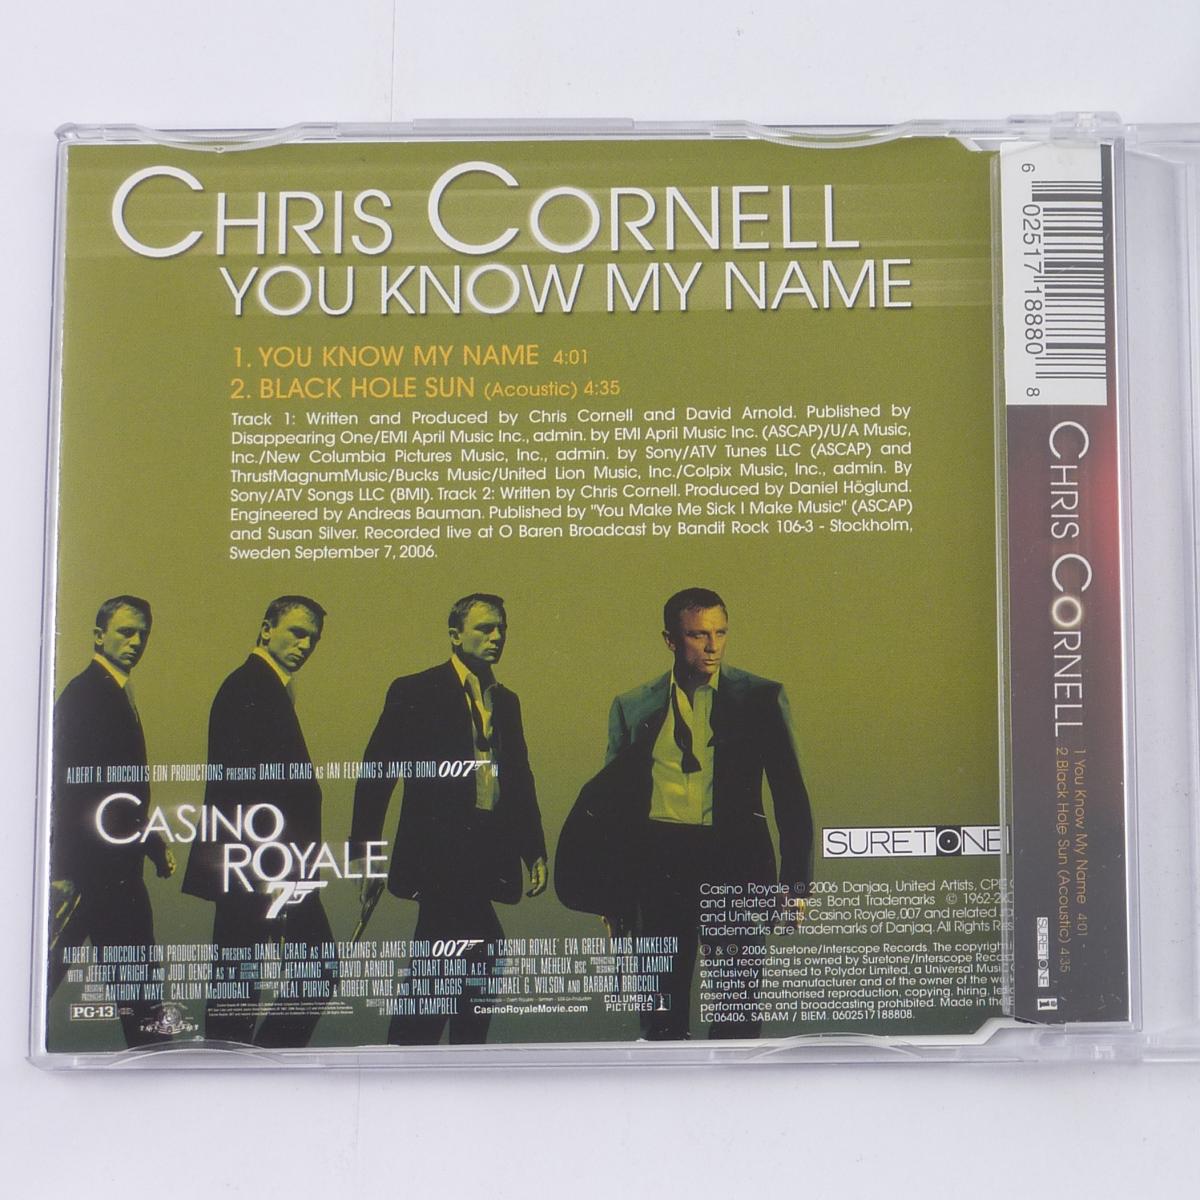 CHRIS CORNELL
YOU KNOW MY NAME
1. YOU KNOW MY NAME 4:01
2. BLACK HOLE SUN (Acoustic) 4:35
Track 1: Written and Produced by Chris Cornell and David Arnold. Published by
Disappearing One/EMI April Music Inc., admin. by EMI April Music Inc. (ASCAP)/U/A Music,
Inc./New Columbia Pictures Music, Inc., admin. by Sony/ATV Tunes LLC (ASCAP) and
ThrustMagnumMusic/Bucks Music/United Lion Music, Inc./Colpix Music, Inc., admin. By
Sony/ATV Songs LLC (BMI). Track 2: Written by Chris Cornell. Produced by Daniel Höglund.
Engineered by Andreas Bauman. Published by "You Make Me Sick I Make Music" (ASCAP)
and Susan Silver. Recorded live at O Baren Broadcast by Bandit Rock 106-3 - Stockholm,
Sweden September 7, 2006.
ALBERT R. BROCCOLI'S EON PRODUCTIONS PRESENTS DANIEL CRAIG AS IAN FLEMING'S JAMES BOND 007 IN
CASINO
ROYALE
7
SURETONE
Casino Royale © 2006 Danjaq, United Artists, CPI
and related James Bond Trademarks © 1962-
and United Artists. Casino Royale, 007 and related
Trademarks are trademarks of Danjaq. All Rights Res
℗ & © 2006 Suretone/Interscope Records. The copyright
sound recording is owned by Suretone/Interscope Records
exclusively licensed to Polydor Limited, a Universal Music
All rights of the manufacturer and of the owner of the wor
reserved. unauthorised reproduction, copying, hiring,
performance and broadcasting prohibited. Made in the
LC06406. SABAM / BIEM. 0602517188808.
ALBERT R. BROCCOLI'S EON PRODUCTIONS PRESENTS DANIEL CRAIG AS IAN FLEMING'S JAMES BOND 007 IN 'CASINO ROYALE' EVA GREEN MADS MIKKELSEN
WITH JEFFREY WRIGHT AND JUDI DENCH AS 'M' LINDY HEMMING DAVID ARNOLD STUART BAIRD, A.C.E. PHIL MEHEUX BSC PETER LAMONT
ANTHONY WAYE CALLUM McDOUGALL NEAL PURVIS & ROBERT WADE AND PAUL HAGGIS MICHAEL G. WILSON AND BARBARA BROCCOLI
MARTIN CAMPBELL
PG-13
CasinoRoyaleMovie.com
COLUMBIA
PICTURES
6 02517 18880 8
CHRIS CORNELL
1 You Know My Name 4:01
2 Black Hole Sun (Acoustic) 4:35
SURETONE
i